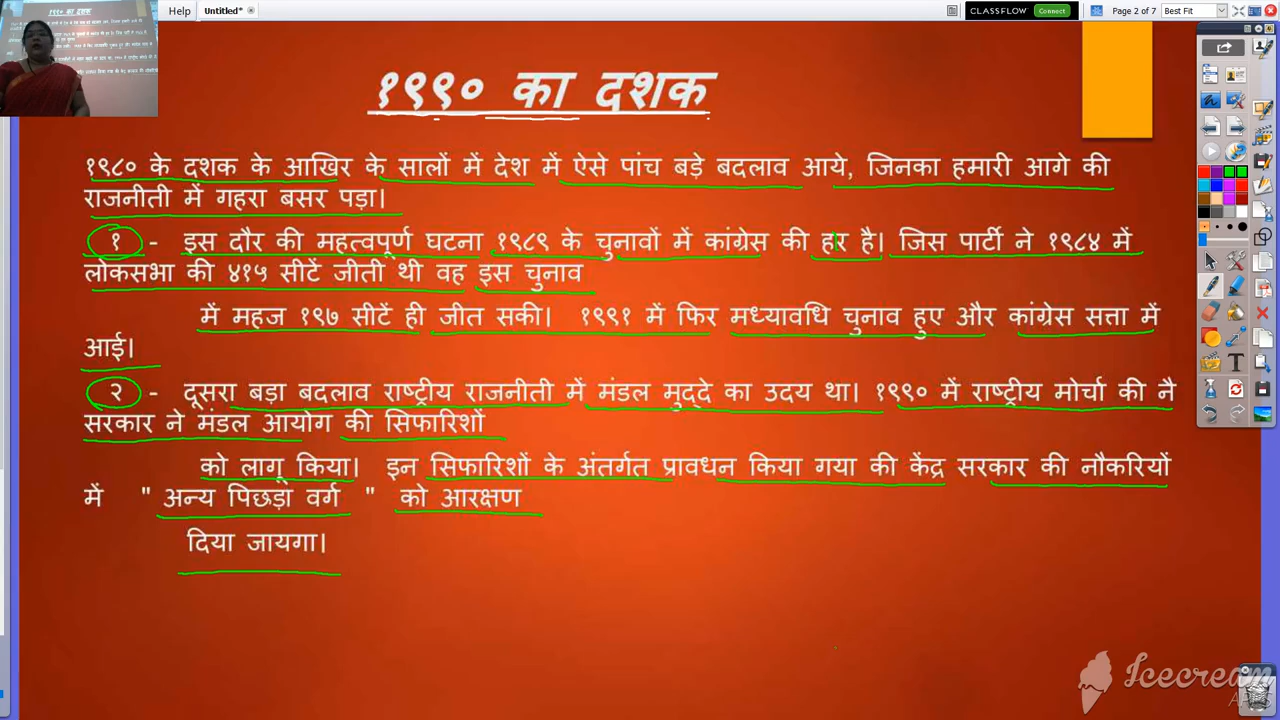 Help
Untitled*
CLASSFLOW Connect
Page 2 of 7
Best Fit
१९९० का दशक
१९८० के दशक के आखिर के सालों में देश में ऐसे पांच बड़े बदलाव आये, जिनका हमारी आगे की
राजनीती में गहरा बसर पड़ा।
१ - इस दौर की महत्वपूर्ण घटना १९८९ के चुनावों में कांग्रेस की हर है। जिस पार्टी ने १९८४ में
लोकसभा की ४१५ सीटें जीती थी वह इस चुनाव
में महज १९७ सीटें ही जीत सकी। १९९१ में फिर मध्यावधि चुनाव हुए और कांग्रेस सत्ता में
आई।
२ - दूसरा बड़ा बदलाव राष्ट्रीय राजनीती में मंडल मुद्दे का उदय था। १९९० में राष्ट्रीय मोर्चा की नै
सरकार ने मंडल आयोग की सिफारिशों
को लागू किया। इन सिफारिशों के अंतर्गत प्रावधन किया गया की केंद्र सरकार की नौकरियों
में " अन्य पिछड़ा वर्ग " को आरक्षण
दिया जायगा।
Icecream
APPS